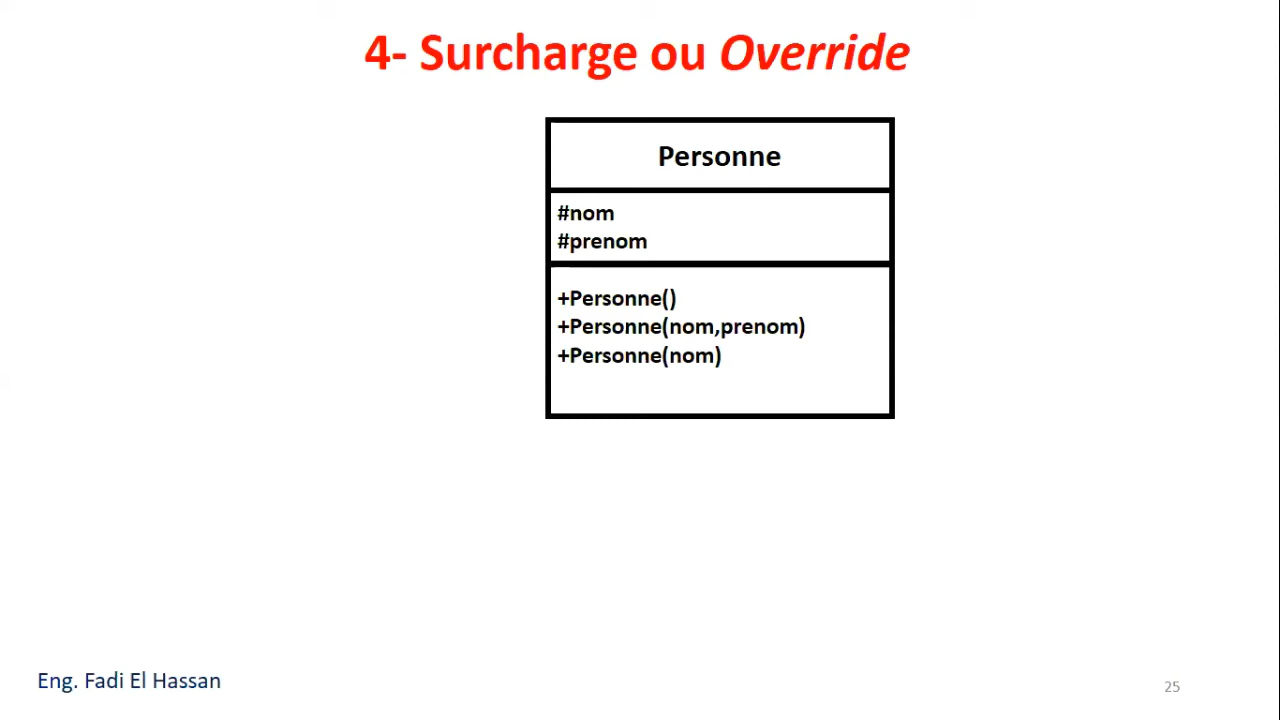 4- Surcharge ou Override
Personne
#nom
#prenom
+Personne()
+Personne(nom,prenom)
+Personne(nom)
Eng. Fadi El Hassan
25